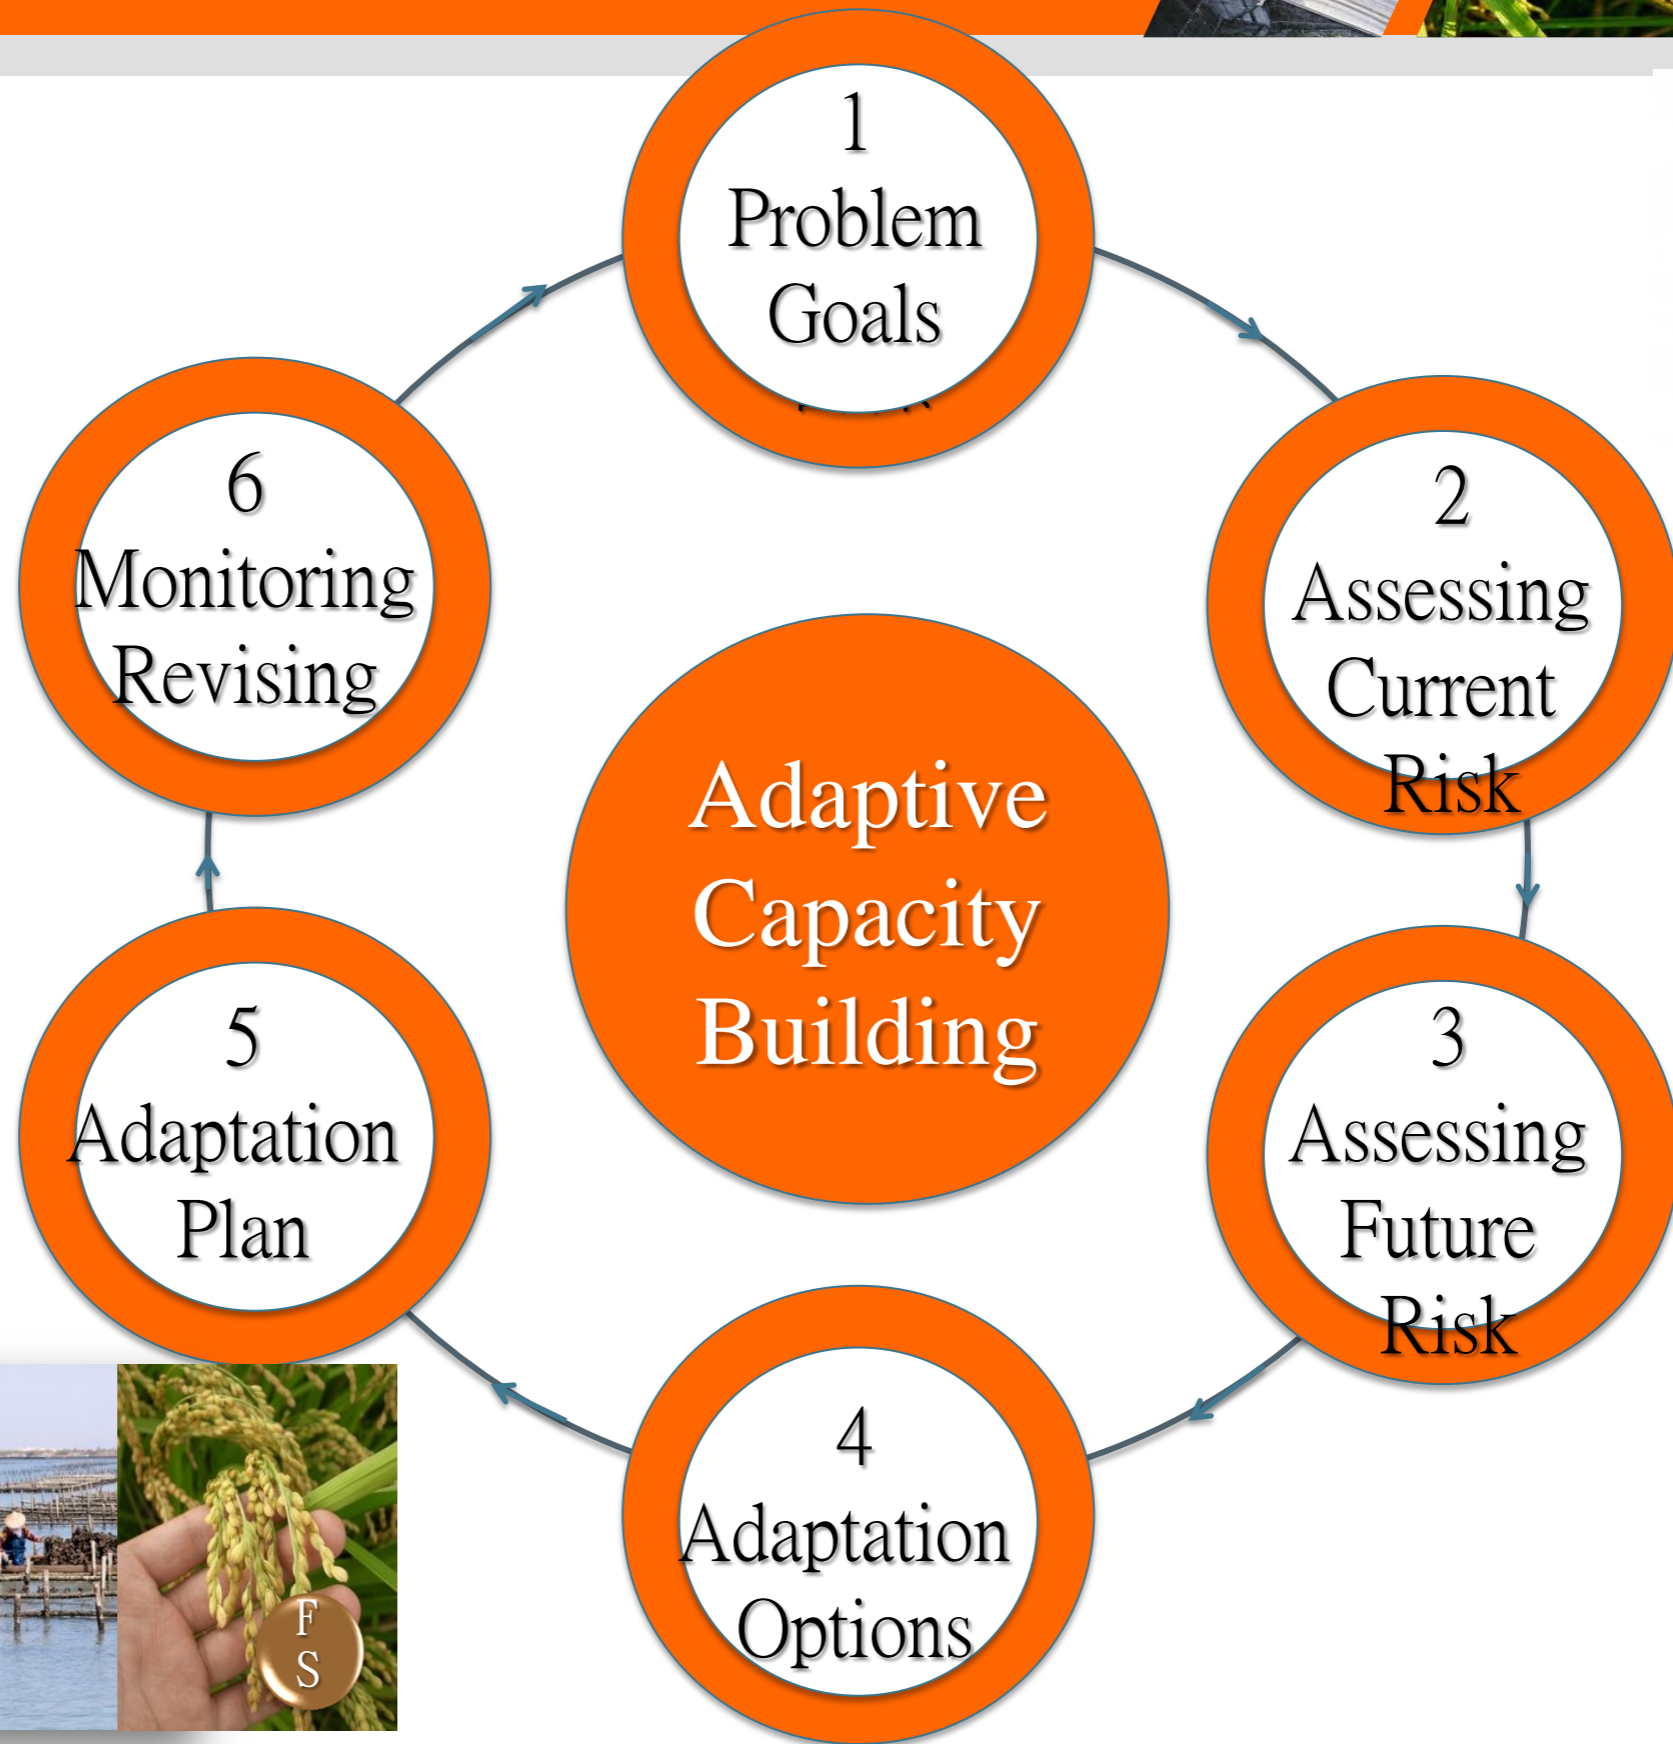 1
Problem
Goals
2
Assessing
Current
Risk
3
Assessing
Future
Risk
4
Adaptation
Options
5
Adaptation
Plan
6
Monitoring
Revising
Adaptive
Capacity
Building
F
S